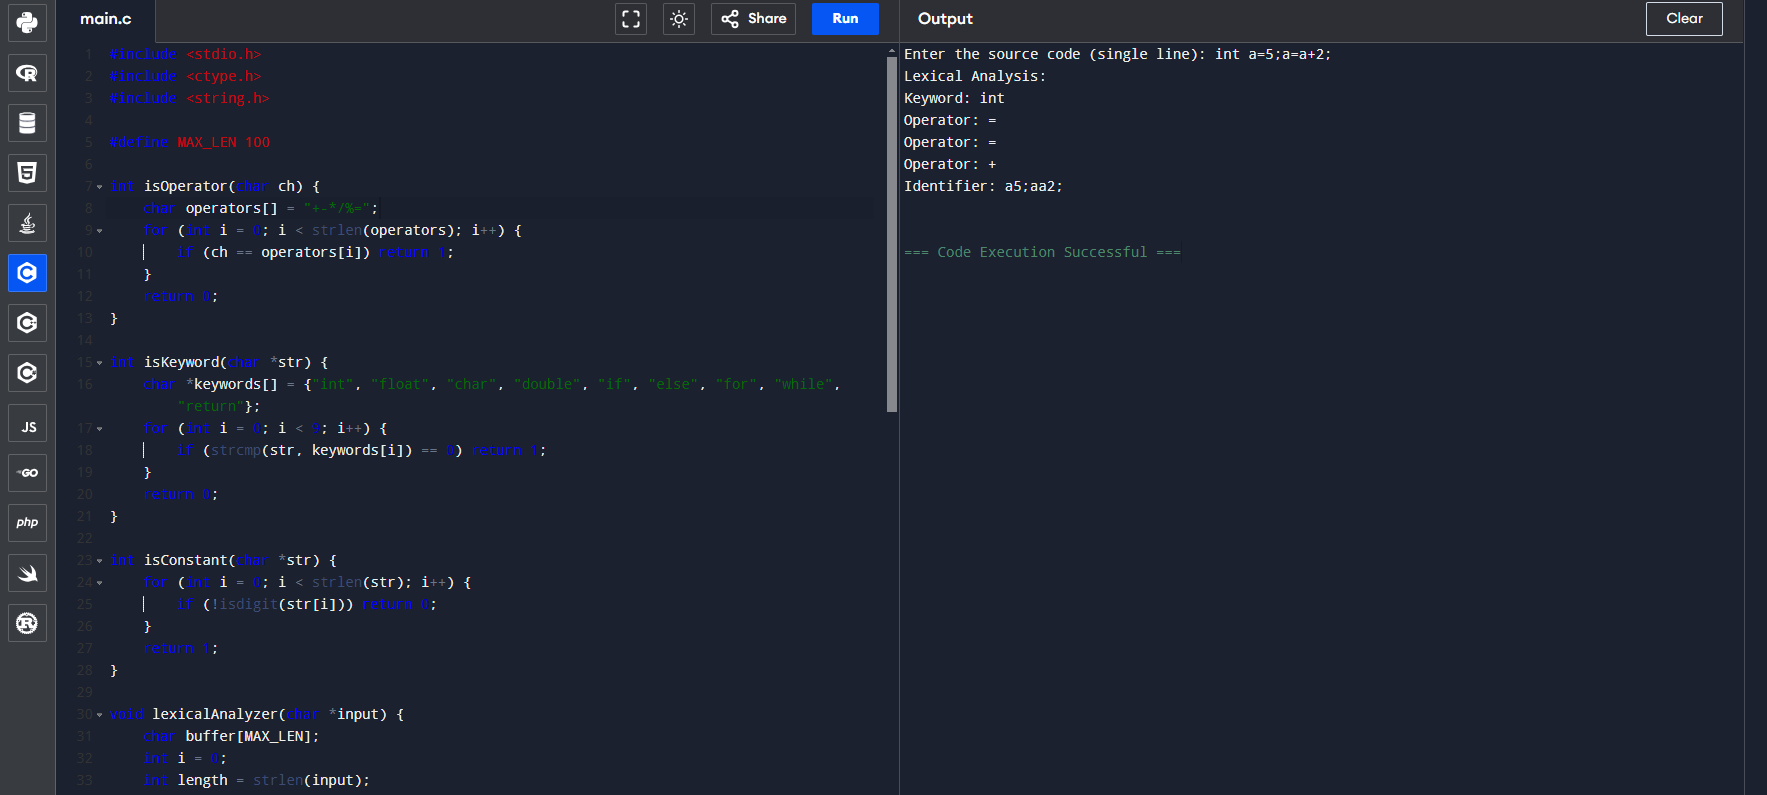 main.c
Share
Run
Output
Clear
1 #include <stdio.h>
2 #include <ctype.h>
3 #include <string.h>
4
5 #define MAX_LEN 100
6
7 int isOperator(char ch) {
8 char operators[] = "+-*/%=";
9 for (int i = 0; i < strlen(operators); i++) {
10 if (ch == operators[i]) return 1;
11 }
12 return 0;
13 }
14
15 int isKeyword(char *str) {
16 char *keywords[] = {"int", "float", "char", "double", "if", "else", "for", "while",
"return"};
17 for (int i = 0; i < 9; i++) {
18 if (strcmp(str, keywords[i]) == 0) return 1;
19 }
20 return 0;
21 }
22
23 int isConstant(char *str) {
24 for (int i = 0; i < strlen(str); i++) {
25 if (!isdigit(str[i])) return 0;
26 }
27 return 1;
28 }
29
30 void lexicalAnalyzer(char *input) {
31 char buffer[MAX_LEN];
32 int i = 0;
33 int length = strlen(input);
Enter the source code (single line): int a=5;a=a+2;
Lexical Analysis:
Keyword: int
Operator: =
Operator: =
Operator: +
Identifier: a5;aa2;
=== Code Execution Successful ===
JS
GO
php